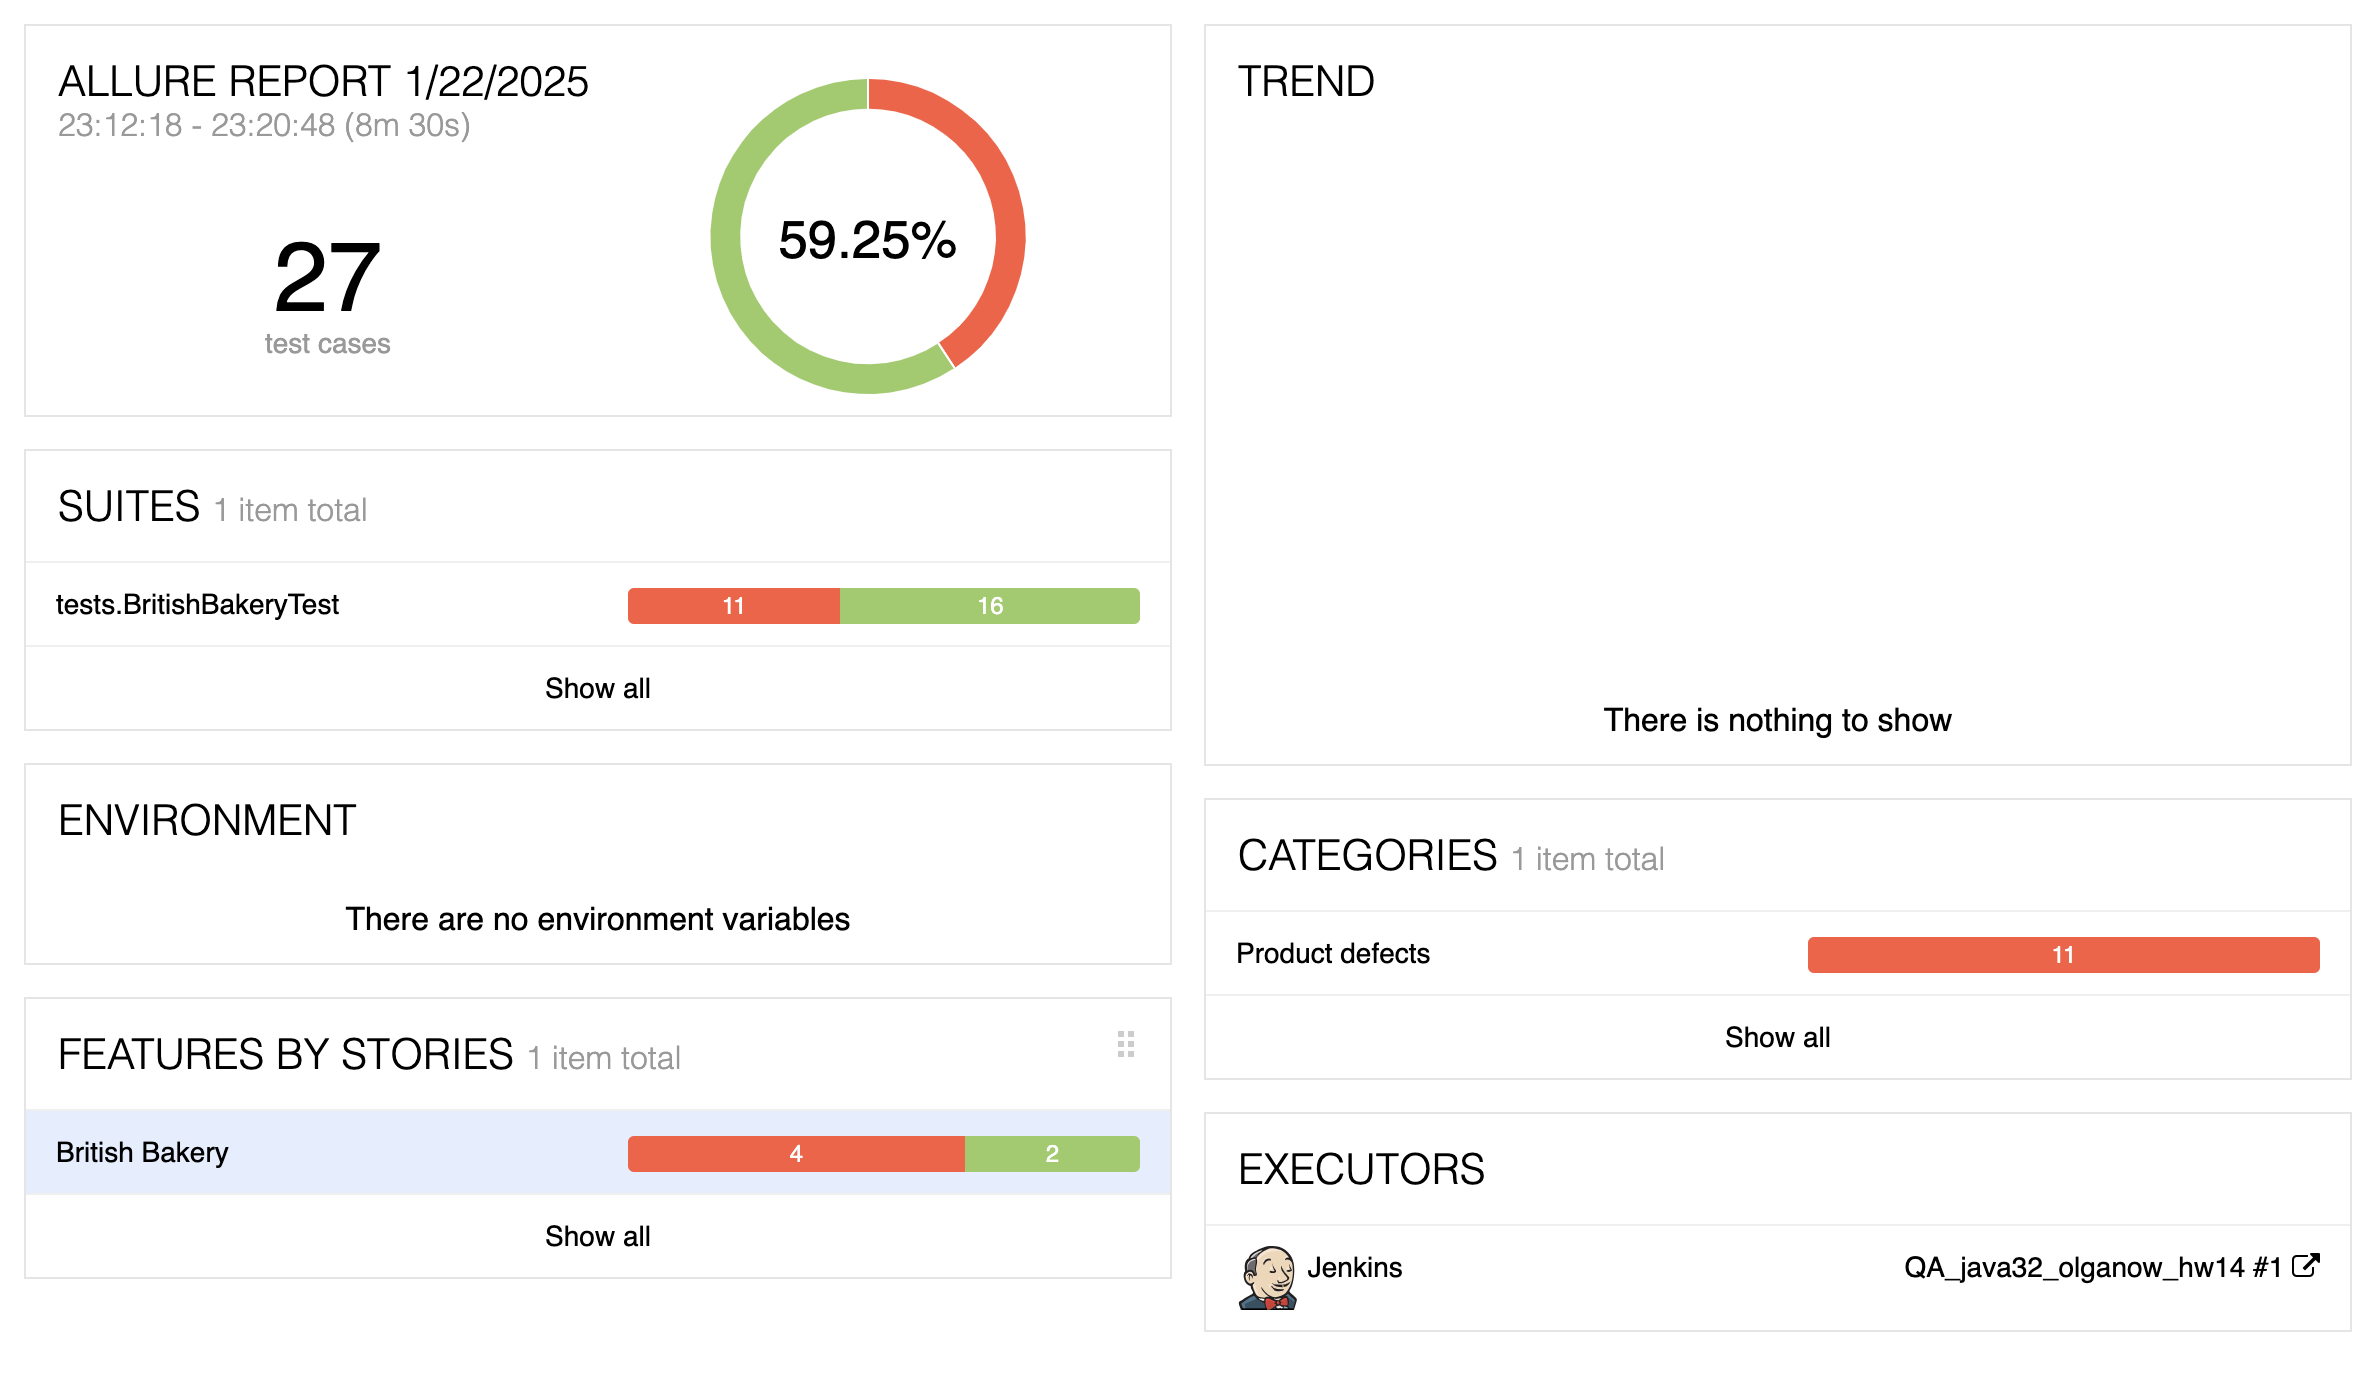 ALLURE REPORT 1/22/2025
23:12:18 - 23:20:48 (8m 30s)
27
test cases
59.25%
SUITES 1 item total
tests.BritishBakeryTest 11 16
Show all
ENVIRONMENT
There are no environment variables
FEATURES BY STORIES 1 item total
British Bakery 4 2
Show all
TREND
There is nothing to show
CATEGORIES 1 item total
Product defects 11
Show all
EXECUTORS
Jenkins QA_java32_olganow_hw14 #1